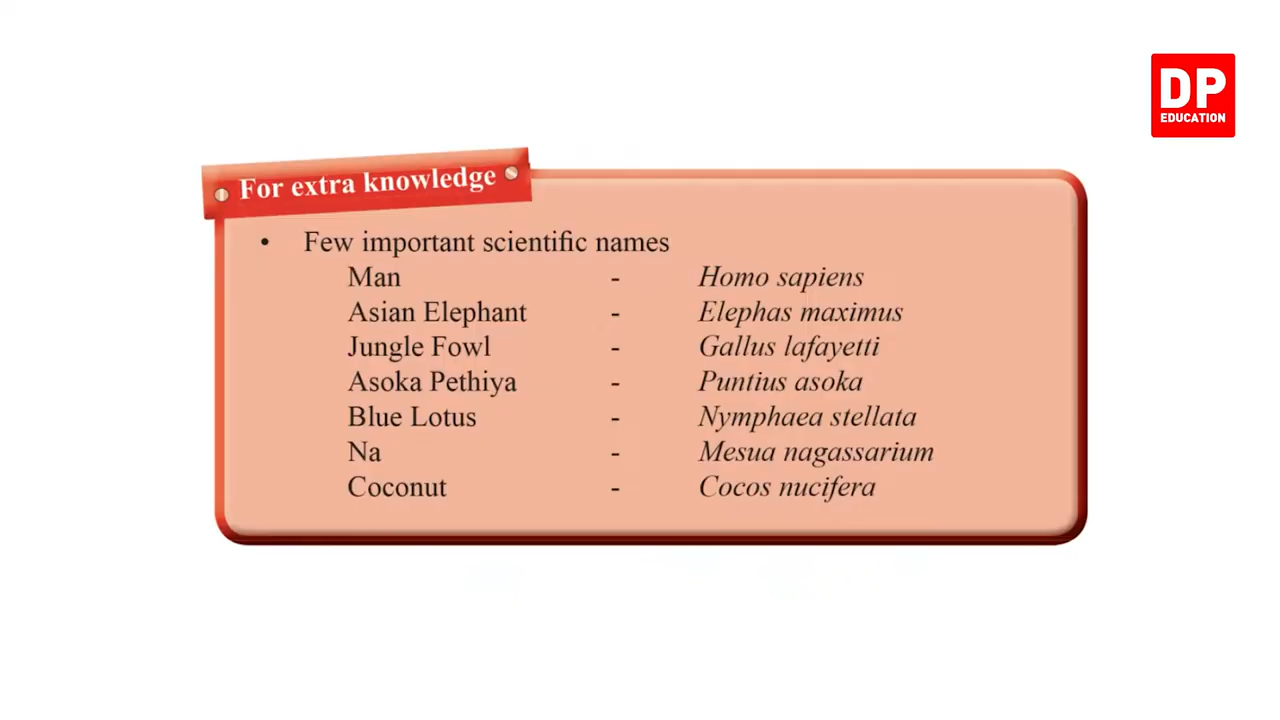 DP
EDUCATION
For extra knowledge
• Few important scientific names
Man - Homo sapiens
Asian Elephant - Elephas maximus
Jungle Fowl - Gallus lafayetti
Asoka Pethiya - Puntius asoka
Blue Lotus - Nymphaea stellata
Na - Mesua nagassarium
Coconut - Cocos nucifera